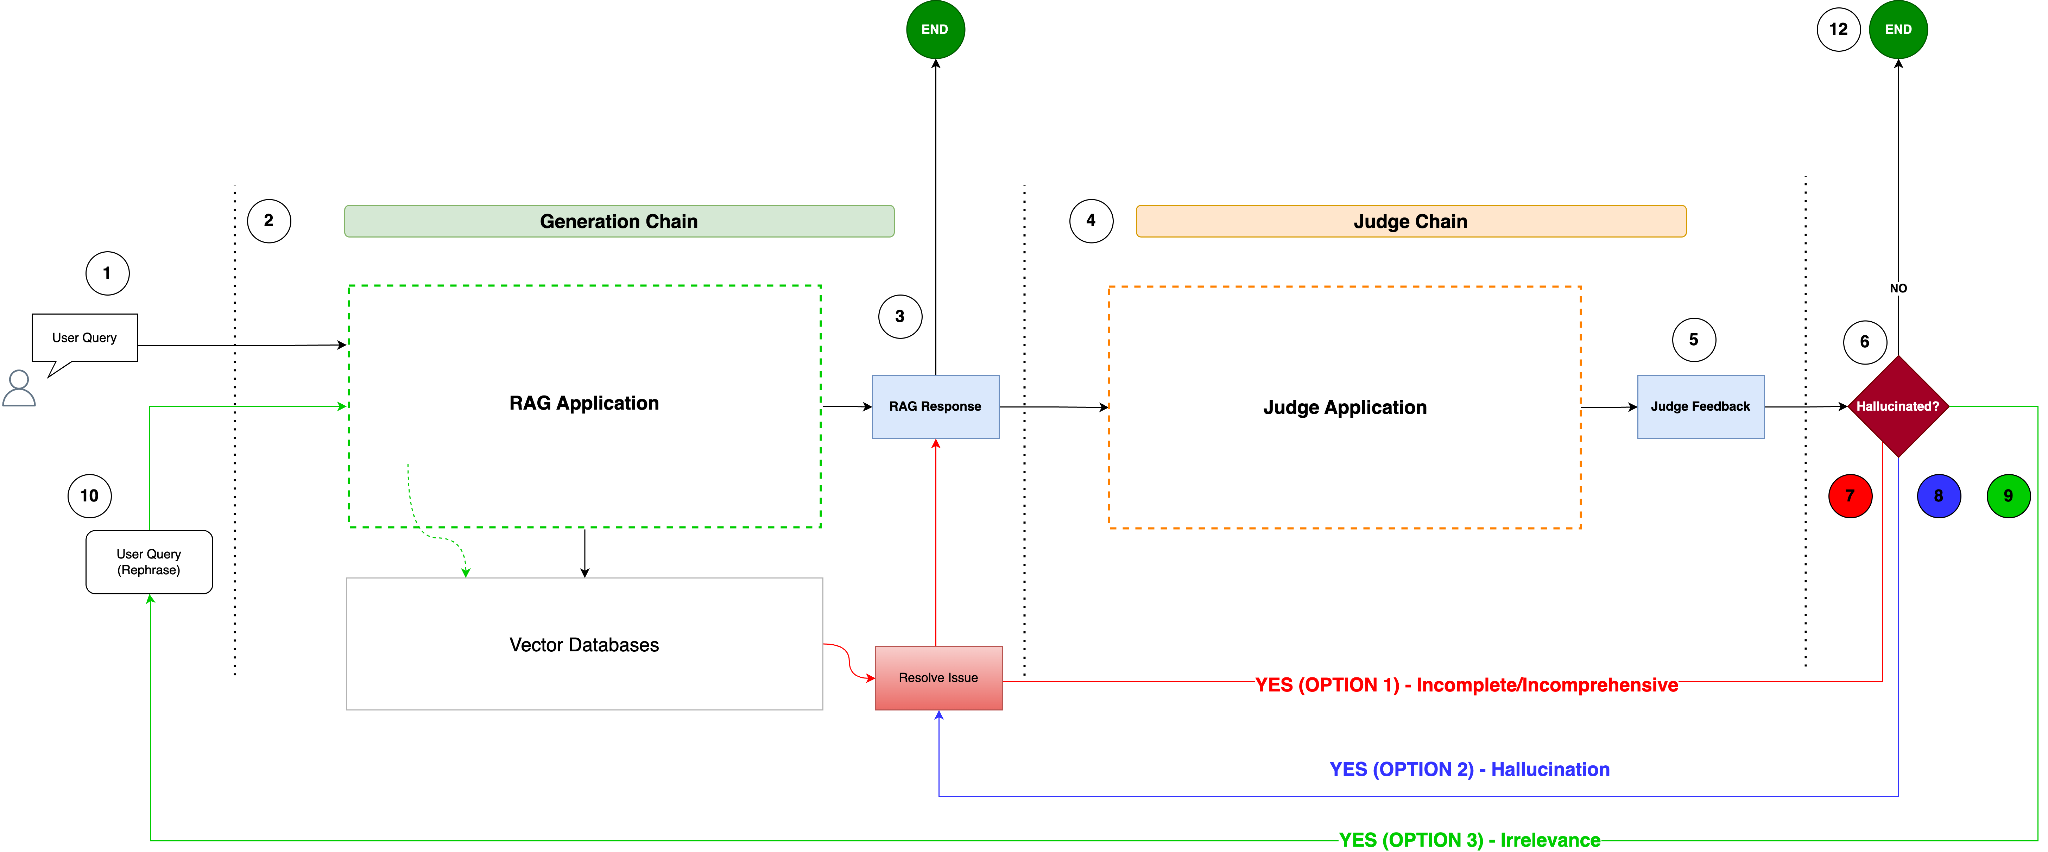 END
12
END
2
Generation Chain
4
Judge Chain
1
User Query
3
NO
5
6
RAG Application
RAG Response
Judge Application
Judge Feedback
Hallucinated?
10
7
8
9
User Query
(Rephrase)
Vector Databases
Resolve Issue
YES (OPTION 1) - Incomplete/Incomprehensive
YES (OPTION 2) - Hallucination
YES (OPTION 3) - Irrelevance